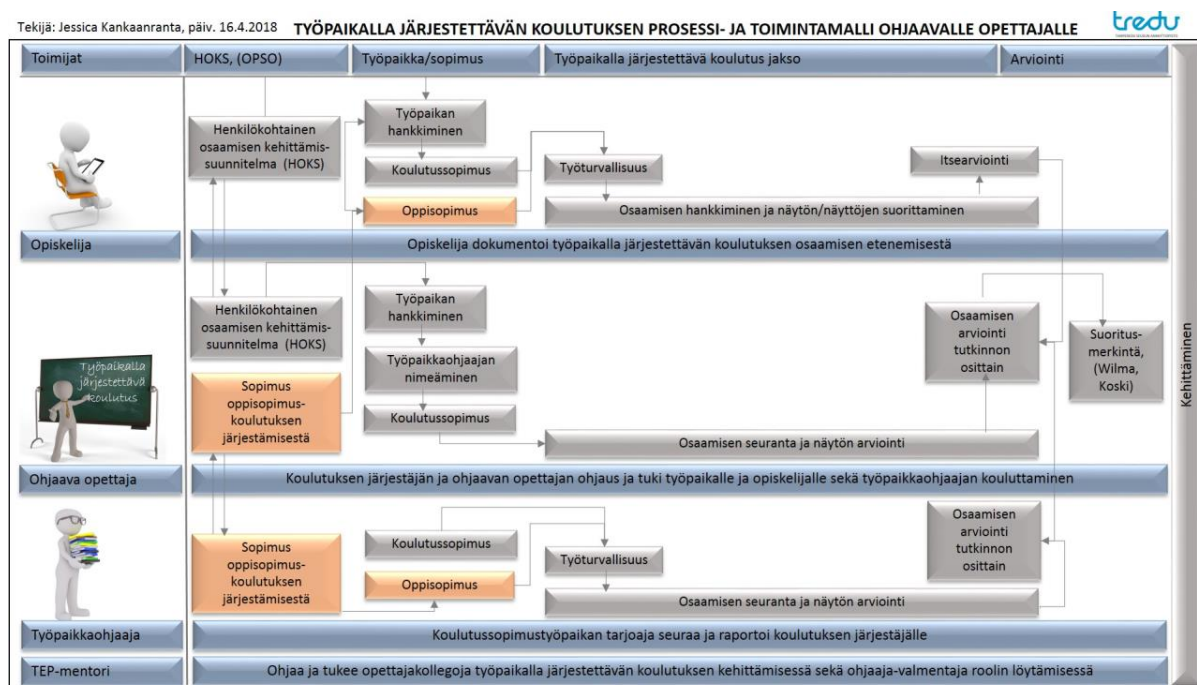 Tekijä: Jessica Kankaanranta, päiv. 16.4.2018
TYÖPAIKALLA JÄRJESTETTÄVÄN KOULUTUKSEN PROSESSI- JA TOIMINTAMALLI OHJAAVALLE OPETTAJALLE
tredu
Toimijat
HOKS, (OPSO)
Työpaikka/sopimus
Työpaikalla järjestettävä koulutus jakso
Arviointi
Henkilökohtainen
osaamisen kehittämis-
suunnitelma (HOKS)
Työpaikan
hankkiminen
Koulutussopimus
Oppisopimus
Työturvallisuus
Itsearviointi
Osaamisen hankkiminen ja näytön/näyttöjen suorittaminen
Opiskelija
Opiskelija dokumentoi työpaikalla järjestettävän koulutuksen osaamisen etenemisestä
Henkilökohtainen
osaamisen kehittämis-
suunnitelma (HOKS)
Työpaikan
hankkiminen
Osaamisen
arviointi
tutkinnon
osittain
Suoritus-
merkintä,
(Wilma,
Koski)
Työpaikalla
järjestettävä
koulutus
Sopimus
oppisopimus-
koulutuksen
järjestämisestä
Työpaikkaohjaajan
nimeäminen
Koulutussopimus
Osaamisen seuranta ja näytön arviointi
Ohjaava opettaja
Koulutuksen järjestäjän ja ohjaavan opettajan ohjaus ja tuki työpaikalle ja opiskelijalle sekä työpaikkaohjaajan kouluttaminen
Sopimus
oppisopimus-
koulutuksen
järjestämisestä
Koulutussopimus
Oppisopimus
Työturvallisuus
Osaamisen
arviointi
tutkinnon
osittain
Osaamisen seuranta ja näytön arviointi
Työpaikkaohjaaja
Koulutussopimustyöpaikan tarjoaja seuraa ja raportoi koulutuksen järjestäjälle
TEP-mentori
Ohjaa ja tukee opettajakollegoja työpaikalla järjestettävän koulutuksen kehittämisessä sekä ohjaaja-valmentaja roolin löytämisessä
Kehittäminen